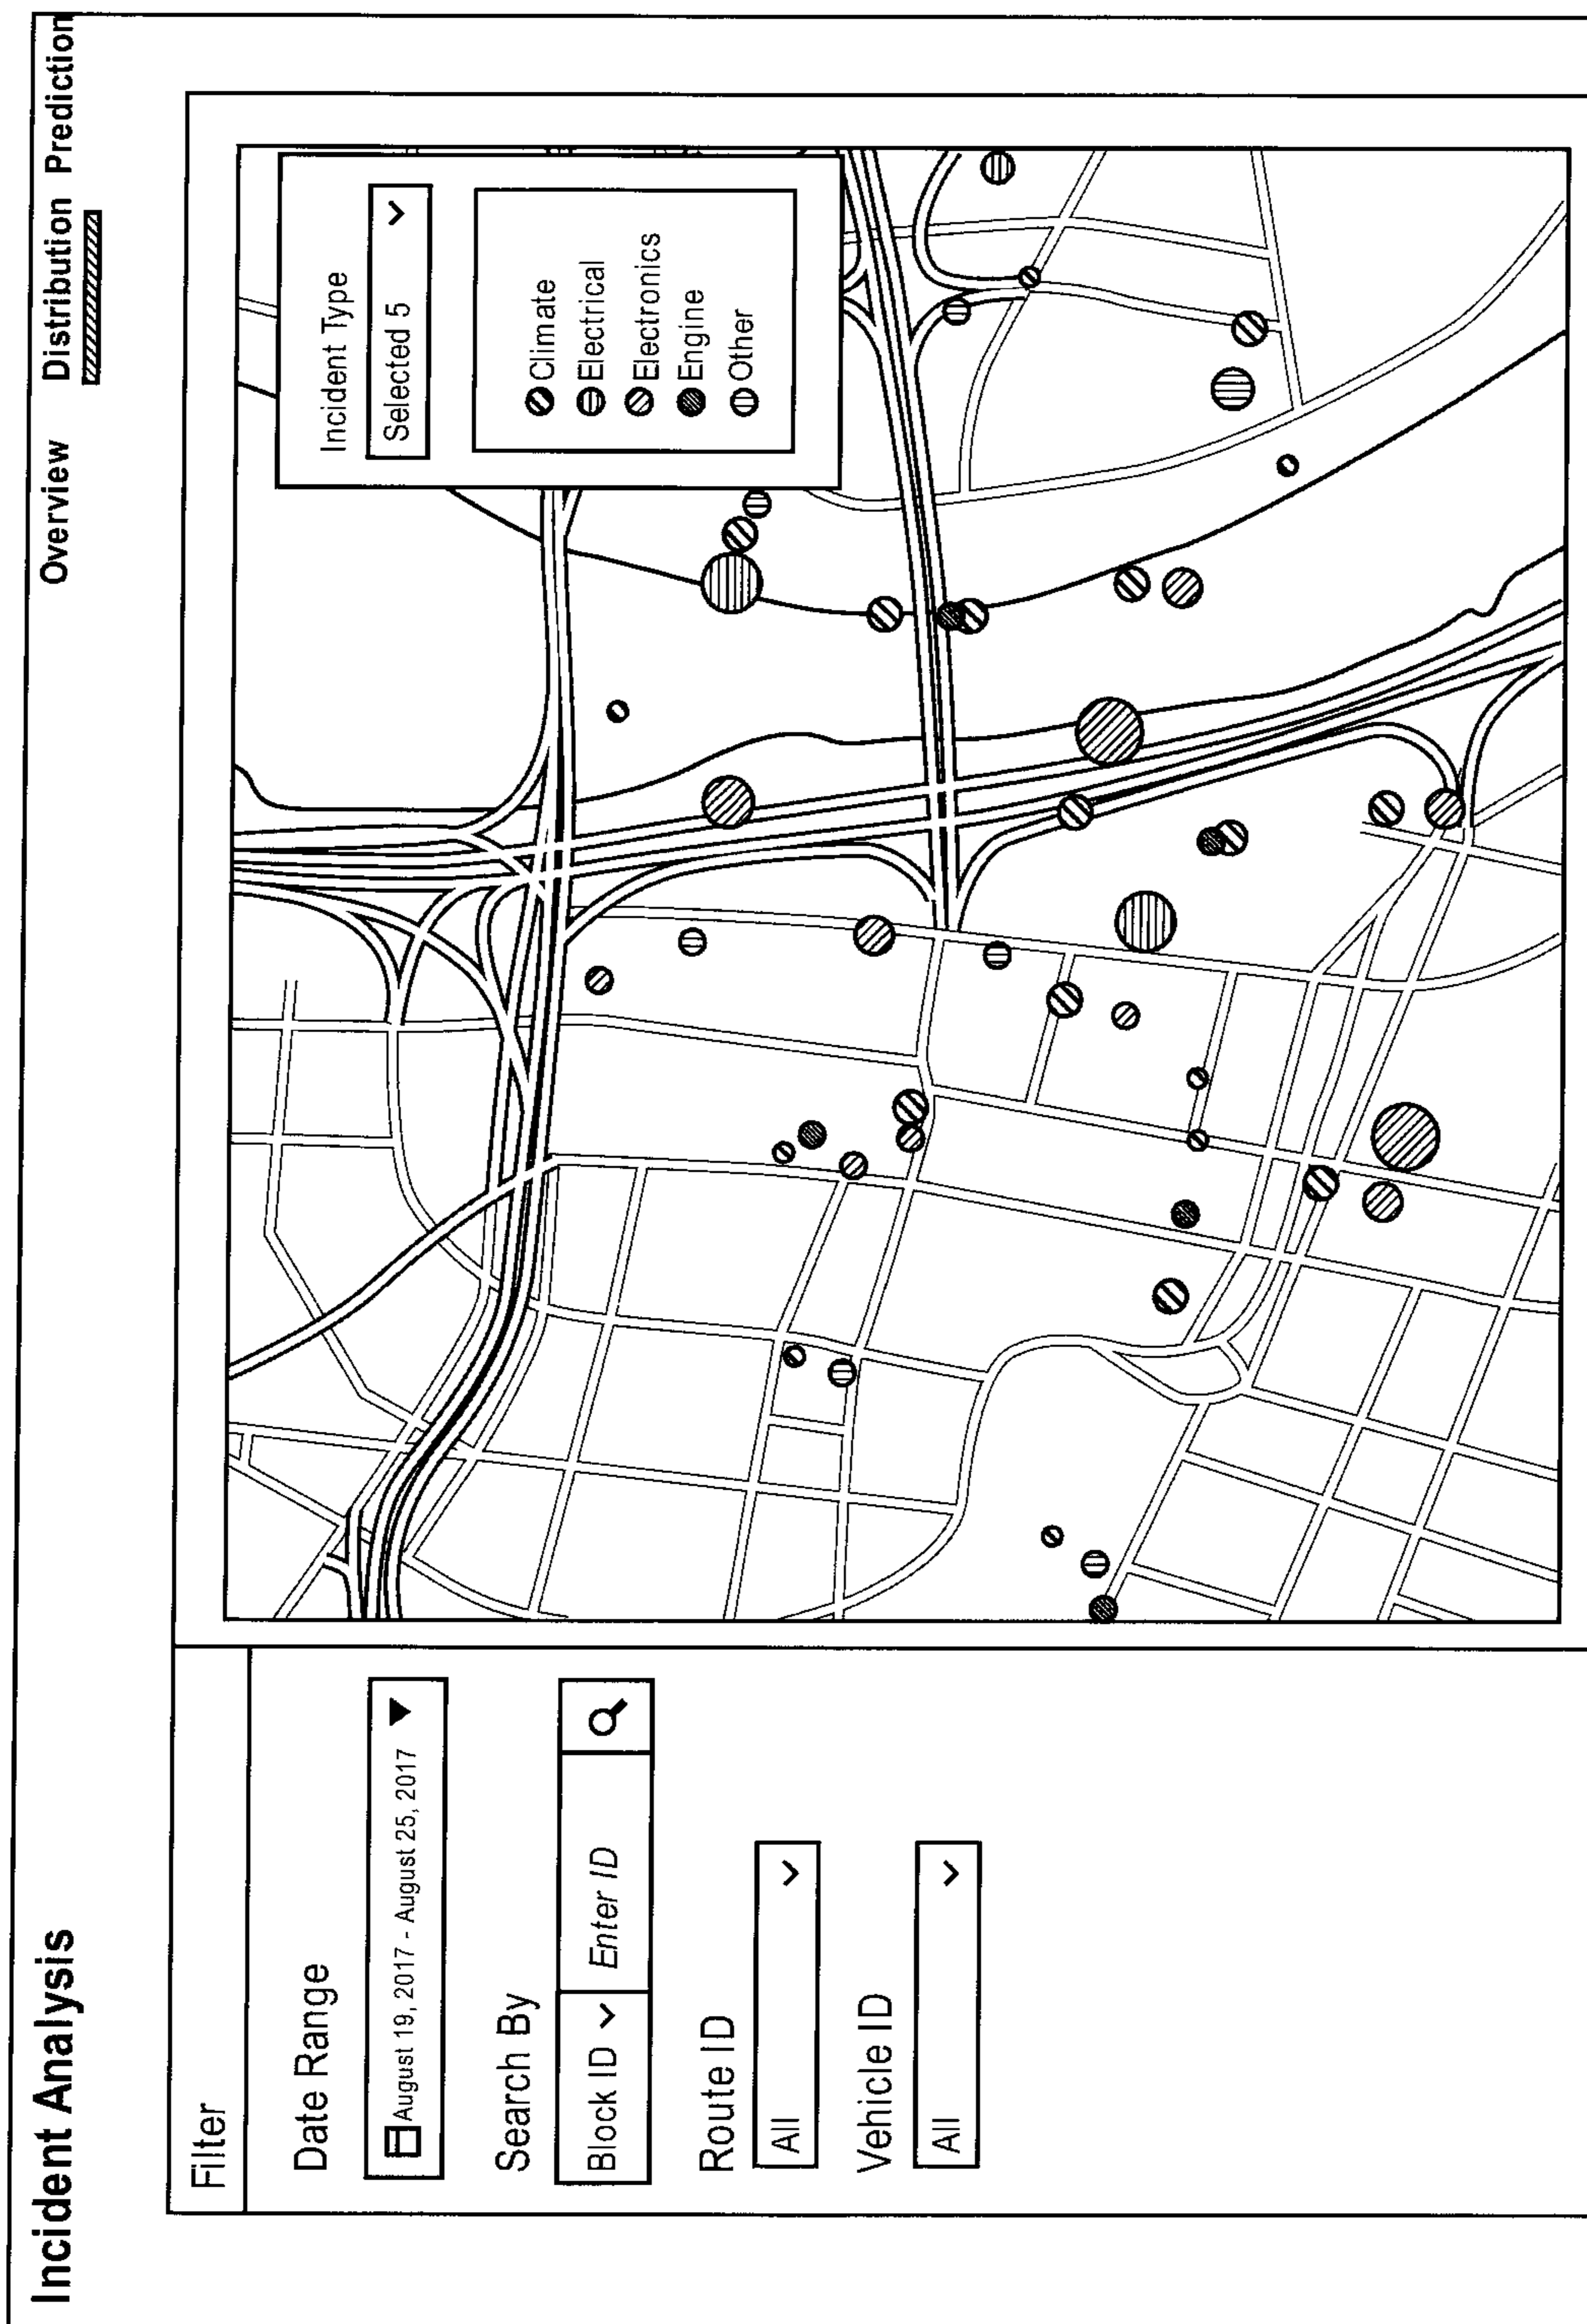 Incident Analysis
Overview Distribution Prediction
Filter
Date Range
August 19, 2017 - August 25, 2017
Search By
Block ID Enter ID
Route ID
All
Vehicle ID
All
Incident Type
Selected 5
Climate
Electrical
Electronics
Engine
Other